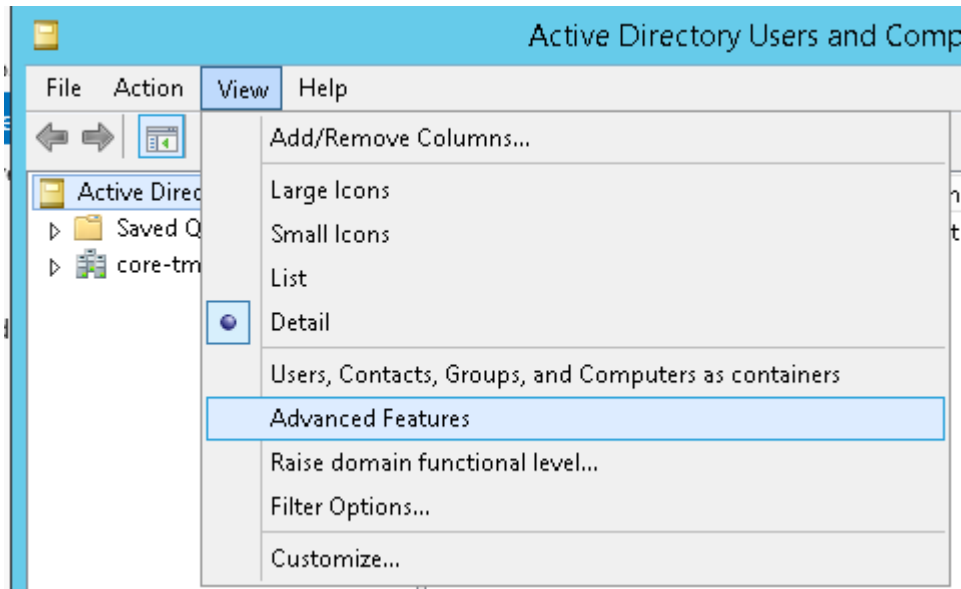 Active Directory Users and Comp
File Action View Help
Add/Remove Columns...
Active Direc
Large Icons
Saved Q
Small Icons
core-tm
List
Detail
Users, Contacts, Groups, and Computers as containers
Advanced Features
Raise domain functional level...
Filter Options...
Customize...